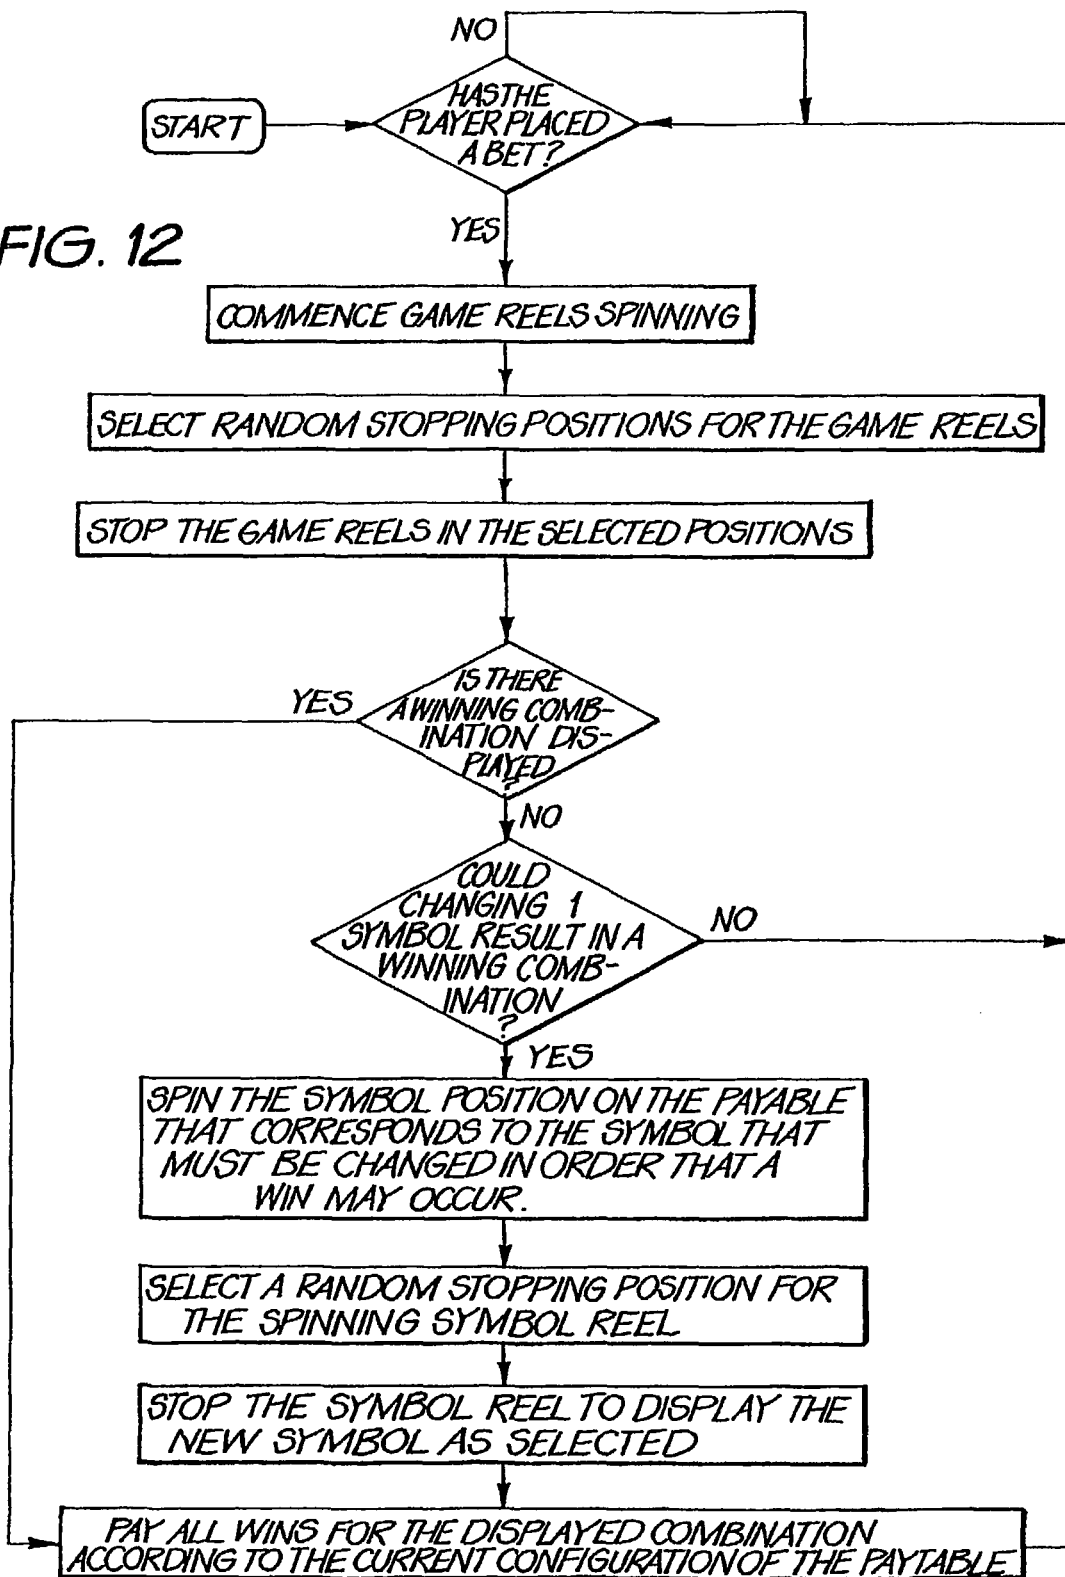 NO
HAS THE
PLAYER PLACED
A BET?
START
YES
FIG. 12
COMMENCE GAME REELS SPINNING
SELECT RANDOM STOPPING POSITIONS FOR THE GAME REELS
STOP THE GAME REELS IN THE SELECTED POSITIONS
IS THERE
A WINNING COMB-
INATION DIS-
PLAYED
?
YES
NO
COULD
CHANGING 1
SYMBOL RESULT IN A
WINNING COMB-
INATION
?
NO
YES
SPIN THE SYMBOL POSITION ON THE PAYABLE
THAT CORRESPONDS TO THE SYMBOL THAT
MUST BE CHANGED IN ORDER THAT A
WIN MAY OCCUR.
SELECT A RANDOM STOPPING POSITION FOR
THE SPINNING SYMBOL REEL
STOP THE SYMBOL REEL TO DISPLAY THE
NEW SYMBOL AS SELECTED
PAY ALL WINS FOR THE DISPLAYED COMBINATION
ACCORDING TO THE CURRENT CONFIGURATION OF THE PAYTABLE